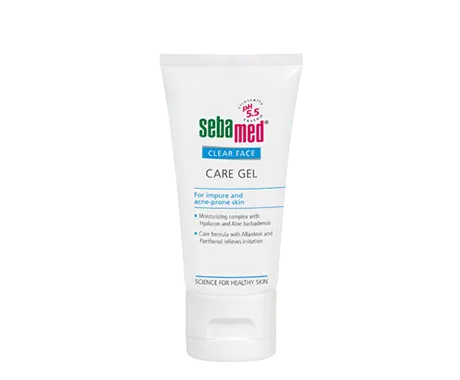 pH
5.5
sebamed®
CLEAR FACE
CARE GEL
For impure and
acne-prone skin
• Moisturizing complex with
Hyaluron and Aloe barbadensis
• Care formula with Allantoin and
Panthenol relieves irritation
SCIENCE FOR HEALTHY SKIN